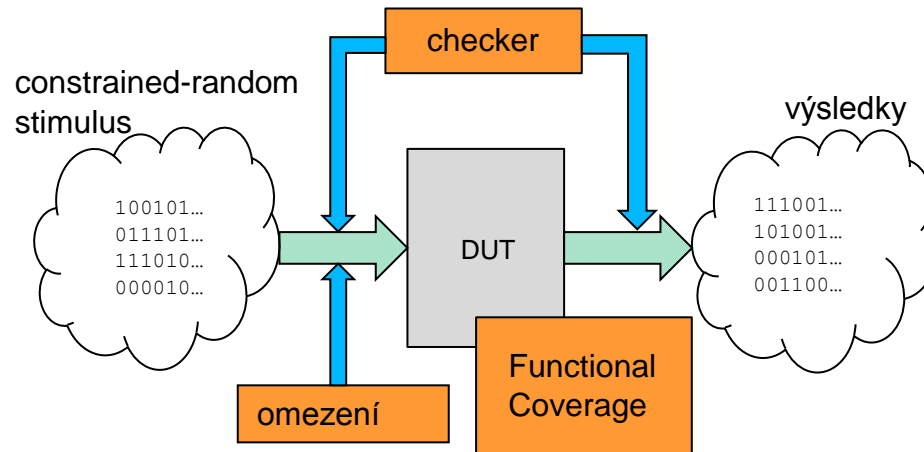 checker
constrained-random
stimulus
výsledky
100101…
011101…
111010…
000010…
DUT
111001…
101001…
000101…
001100…
omezení
Functional
Coverage